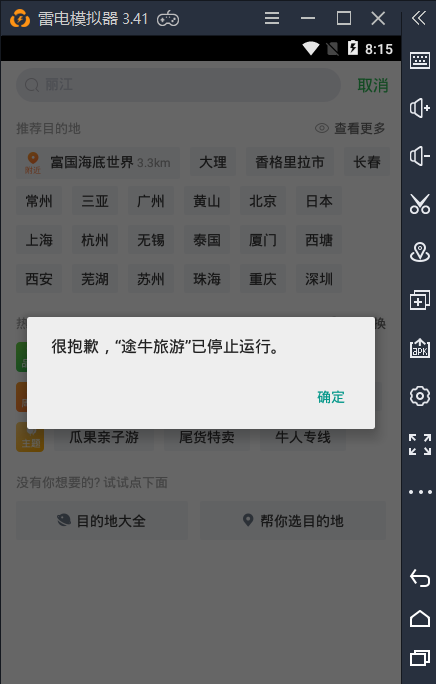 雷电模拟器 3.41
8:15
丽江
取消
推荐目的地
查看更多
附近 富国海底世界 3.3km 大理 香格里拉市 长春
常州 三亚 广州 黄山 北京 日本
上海 杭州 无锡 泰国 厦门 西塘
西安 芜湖 苏州 珠海 重庆 深圳
热
换
很抱歉，“途牛旅游”已停止运行。
确定
主题 瓜果亲子游 尾货特卖 牛人专线
没有你想要的? 试试点下面
目的地大全 帮你选目的地
APK